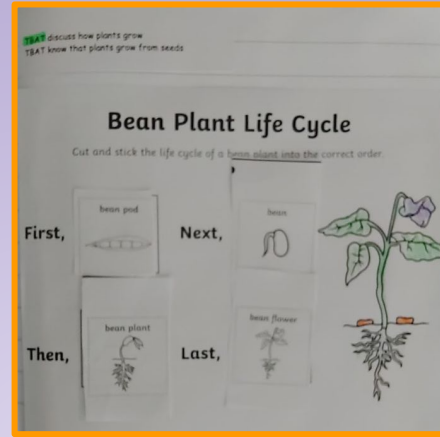 TBAT discuss how plants grow
TBAT know that plants grow from seeds
Bean Plant Life Cycle
Cut and stick the life cycle of a bean plant into the correct order.
First,
bean pod
Next,
bean
Then,
bean plant
Last,
bean flower